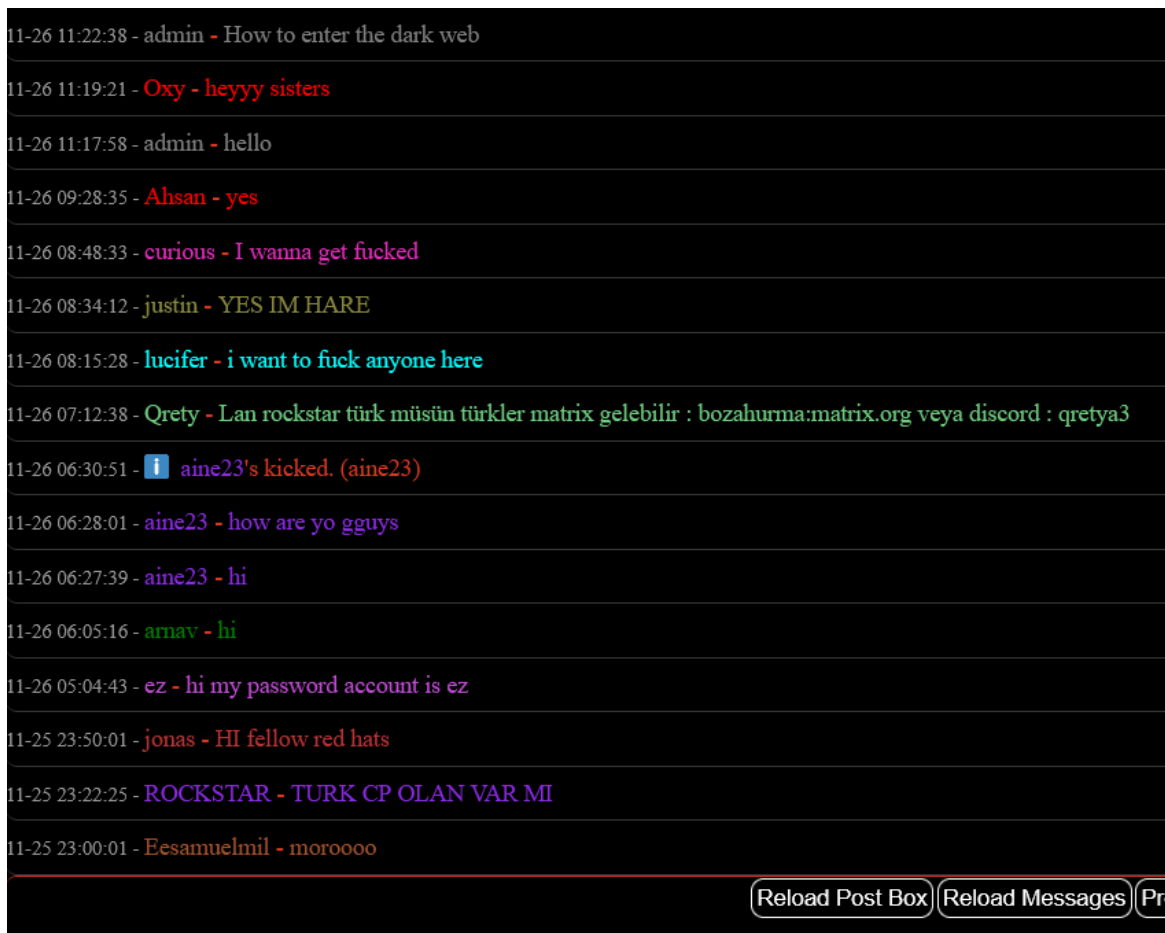 11-26 11:22:38 - admin - How to enter the dark web
11-26 11:19:21 - Oxy - heyyy sisters
11-26 11:17:58 - admin - hello
11-26 09:28:35 - Ahsan - yes
11-26 08:48:33 - curious - I wanna get fucked
11-26 08:34:12 - justin - YES IM HARE
11-26 08:15:28 - lucifer - i want to fuck anyone here
11-26 07:12:38 - Qrety - Lan rockstar türk müsün türkler matrix gelebilir : bozahurma:matrix.org veya discord : qretya3
11-26 06:30:51 - ℹ️ aine23's kicked. (aine23)
11-26 06:28:01 - aine23 - how are yo gguys
11-26 06:27:39 - aine23 - hi
11-26 06:05:16 - arnav - hi
11-26 05:04:43 - ez - hi my password account is ez
11-25 23:50:01 - jonas - HI fellow red hats
11-25 23:22:25 - ROCKSTAR - TURK CP OLAN VAR MI
11-25 23:00:01 - Eesamuelmil - moroooo
Reload Post Box Reload Messages